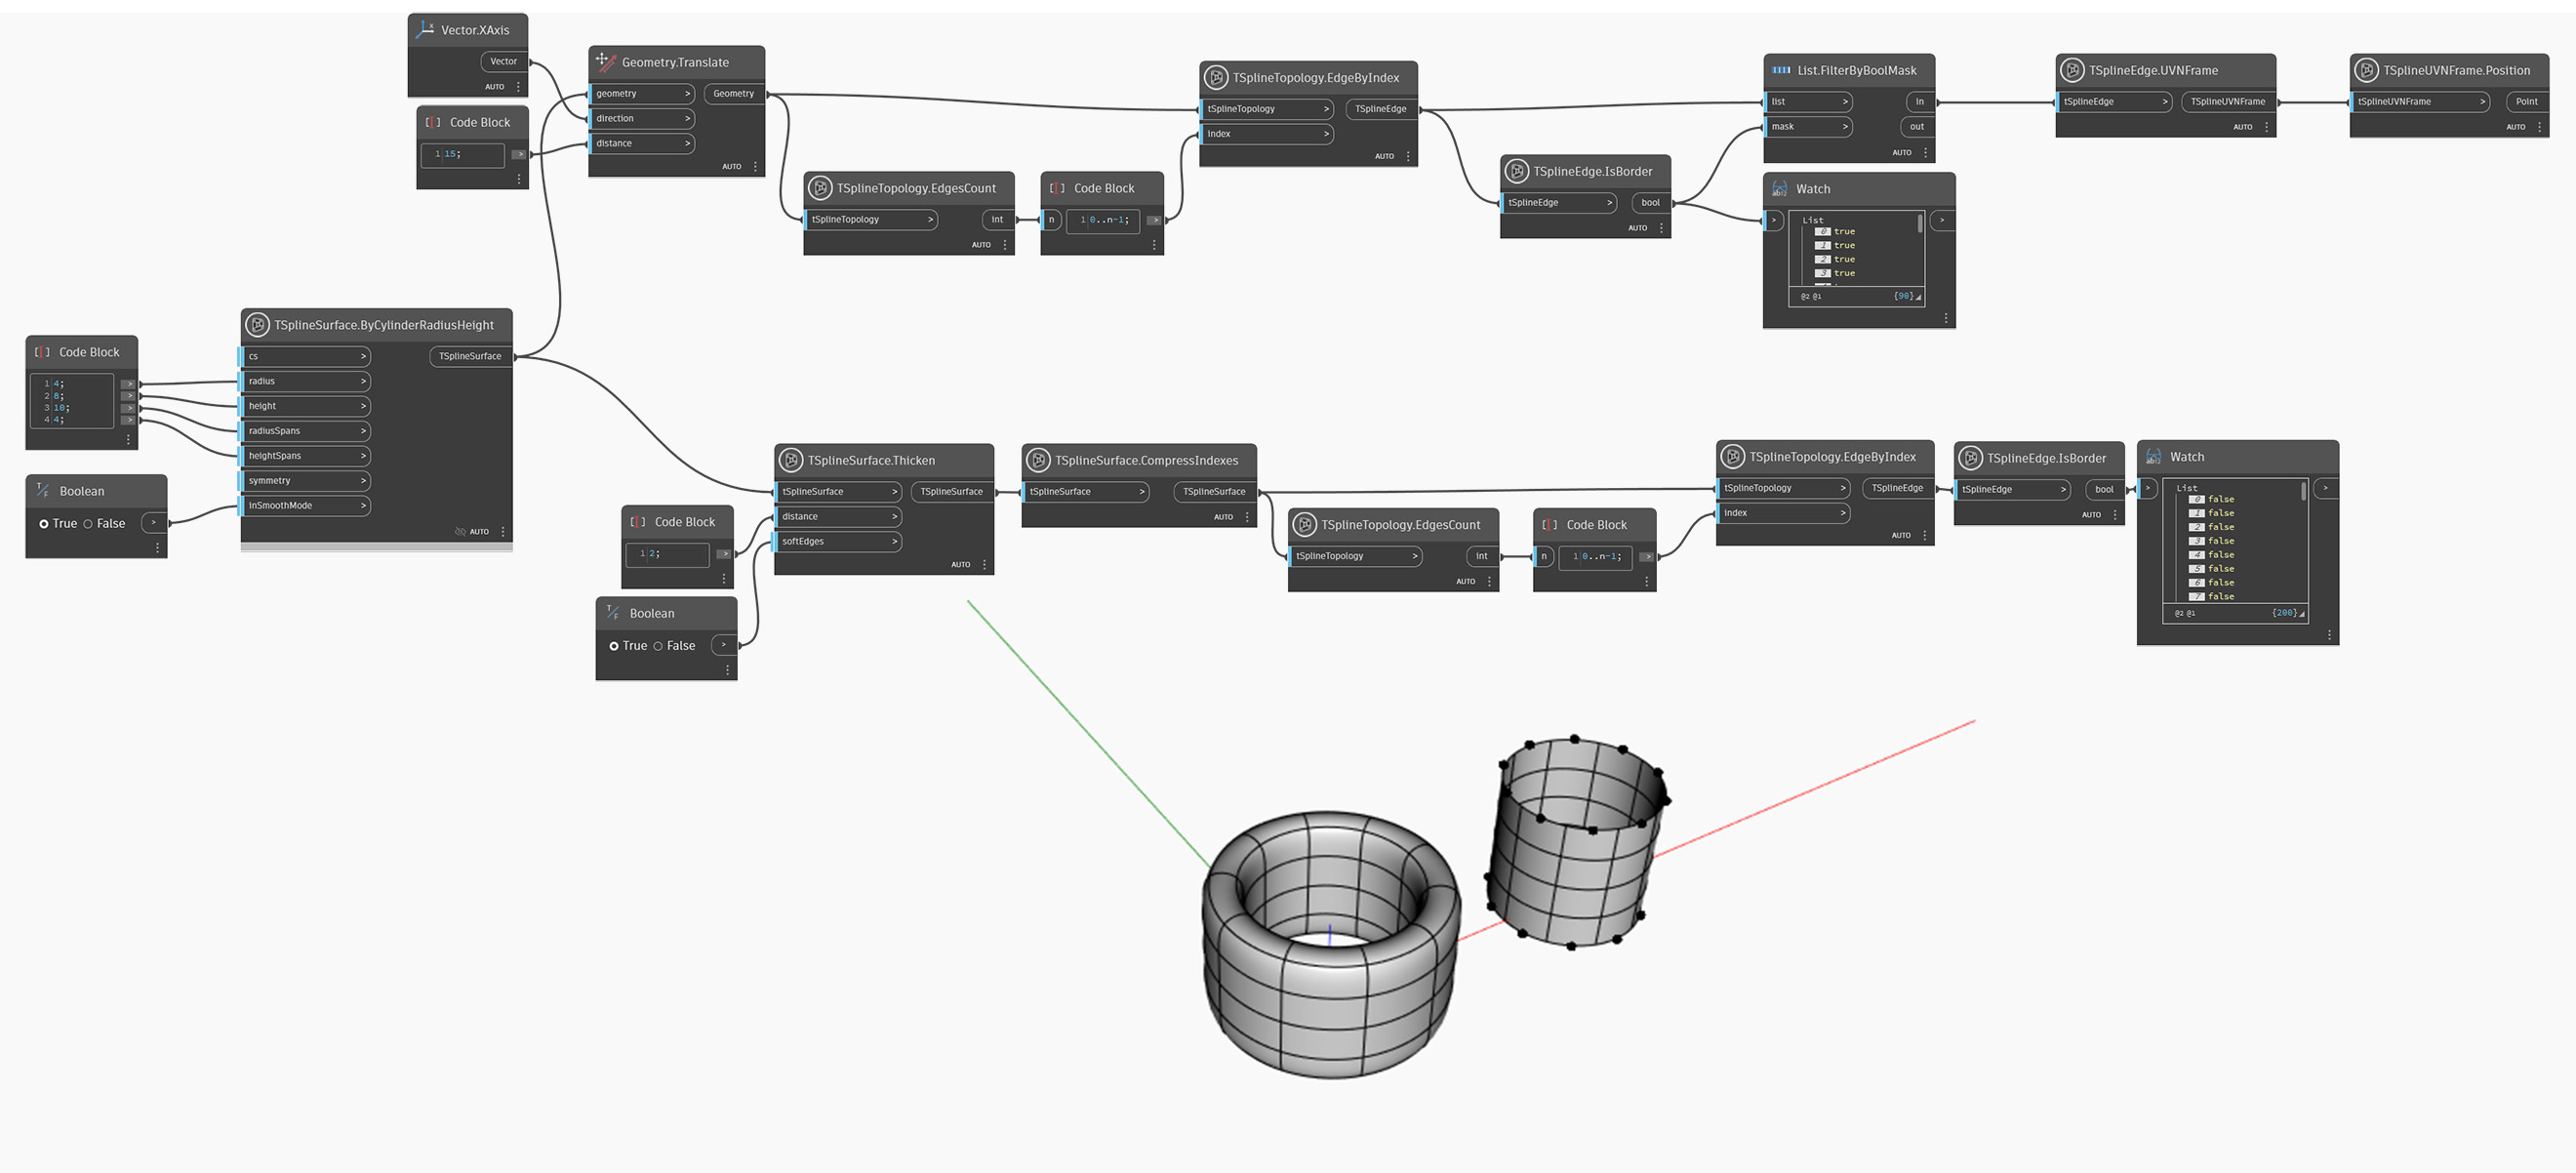 Vector.XAxis
Vector
AUTO
Code Block
1 15;
>
Geometry.Translate
geometry > Geometry
direction >
distance >
AUTO
TSplineTopology.EdgesCount
tSplineTopology > int
AUTO
Code Block
n 1 0..n-1; >
TSplineTopology.EdgeByIndex
tSplineTopology > TSplineEdge
index >
AUTO
TSplineEdge.IsBorder
tSplineEdge > bool
AUTO
List.FilterByBoolMask
list > in
mask > out
AUTO
Watch
> >
List
0 true
1 true
2 true
3 true
@2 @1 {90}
TSplineEdge.UVNFrame
tSplineEdge > TSplineUVNFrame
AUTO
TSplineUVNFrame.Position
tSplineUVNFrame > Point
AUTO
Code Block
1 4; >
2 8; >
3 10; >
4 4; >
Boolean
True False >
TSplineSurface.ByCylinderRadiusHeight
cs > TSplineSurface
radius >
height >
radiusSpans >
heightSpans >
symmetry >
inSmoothMode >
AUTO
Code Block
1 2; >
Boolean
True False >
TSplineSurface.Thicken
tSplineSurface > TSplineSurface
distance >
softEdges >
AUTO
TSplineSurface.CompressIndexes
tSplineSurface > TSplineSurface
AUTO
TSplineTopology.EdgesCount
tSplineTopology > int
AUTO
Code Block
n 1 0..n-1; >
TSplineTopology.EdgeByIndex
tSplineTopology > TSplineEdge
index >
AUTO
TSplineEdge.IsBorder
tSplineEdge > bool
AUTO
Watch
> >
List
0 false
1 false
2 false
3 false
4 false
5 false
6 false
7 false
@2 @1 {200}